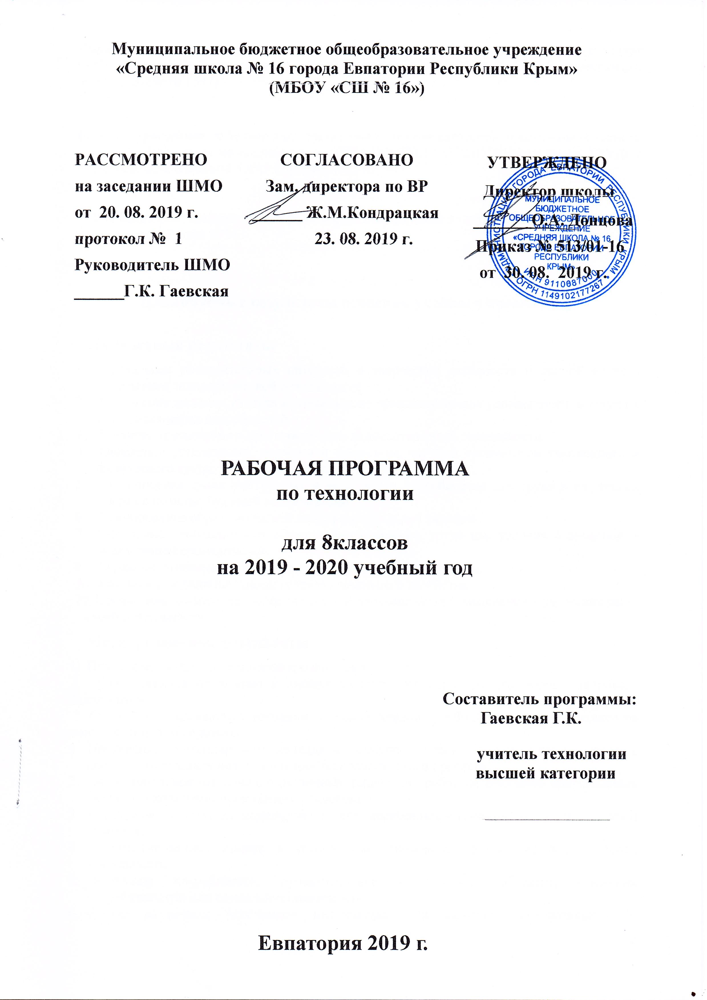 Муниципальное бюджетное общеобразовательное учреждение
«Средняя школа № 16 города Евпатории Республики Крым»
(МБОУ «СШ № 16»)
РАССМОТРЕНО
на заседании ШМО
от 20. 08. 2019 г.
протокол № 1
Руководитель ШМО
______Г.К. Гаевская
СОГЛАСОВАНО
Зам. директора по ВР
______Ж.М.Кондрацкая
23. 08. 2019 г.
УТВЕРЖДЕНО
Директор школы
_______О.А. Донцова
Приказ № 513/01-16
от 30. 08. 2019 г.
АДМИНИСТРАЦИЯ ГОРОДА ЕВПАТОРИИ РЕСПУБЛИКИ КРЫМ
МУНИЦИПАЛЬНОЕ
БЮДЖЕТНОЕ
ОБЩЕОБРАЗОВАТЕЛЬНОЕ
УЧРЕЖДЕНИЕ
«СРЕДНЯЯ ШКОЛА № 16
ГОРОДА ЕВПАТОРИИ
РЕСПУБЛИКИ
КРЫМ»
ИНН 9110087000
ОГРН 1149102177267
РАБОЧАЯ ПРОГРАММА
по технологии
для 8классов
на 2019 - 2020 учебный год
Составитель программы:
Гаевская Г.К.
учитель технологии
высшей категории
Евпатория 2019 г.